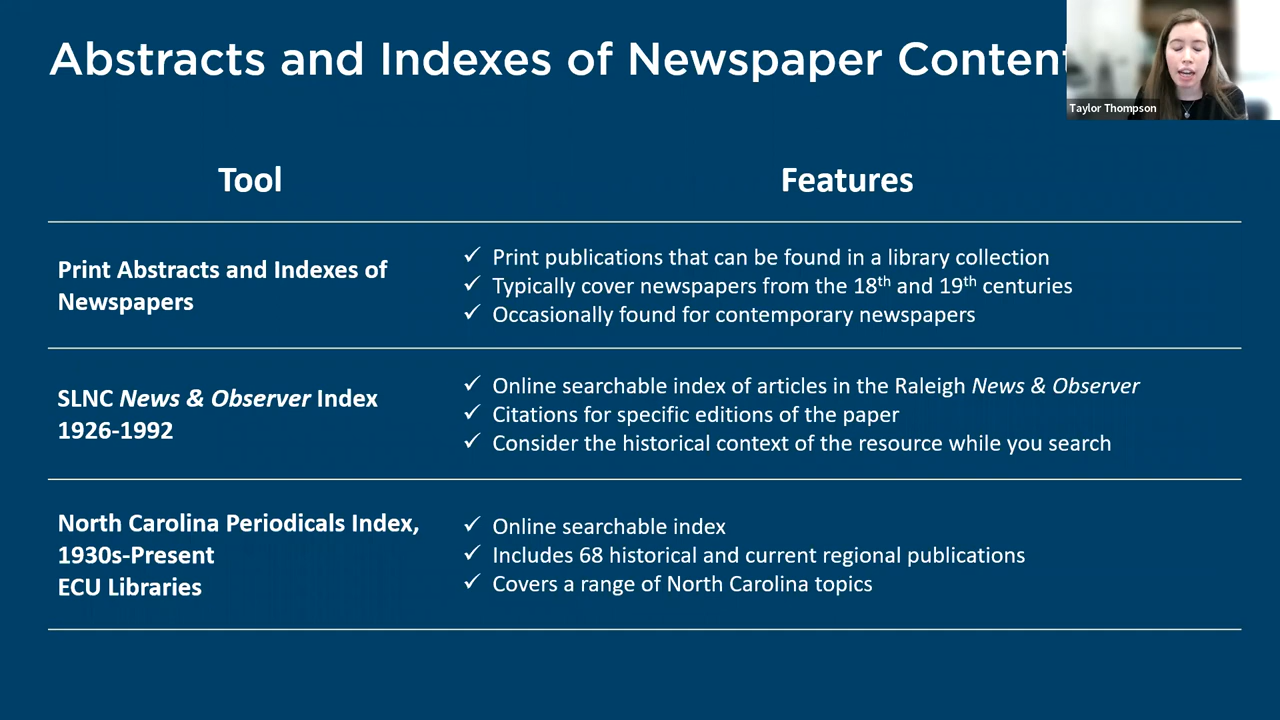 Abstracts and Indexes of Newspaper Content
Taylor Thompson
Tool
Features
Print Abstracts and Indexes of
Newspapers
✓ Print publications that can be found in a library collection
✓ Typically cover newspapers from the 18th and 19th centuries
✓ Occasionally found for contemporary newspapers
SLNC News & Observer Index
1926-1992
✓ Online searchable index of articles in the Raleigh News & Observer
✓ Citations for specific editions of the paper
✓ Consider the historical context of the resource while you search
North Carolina Periodicals Index,
1930s-Present
ECU Libraries
✓ Online searchable index
✓ Includes 68 historical and current regional publications
✓ Covers a range of North Carolina topics